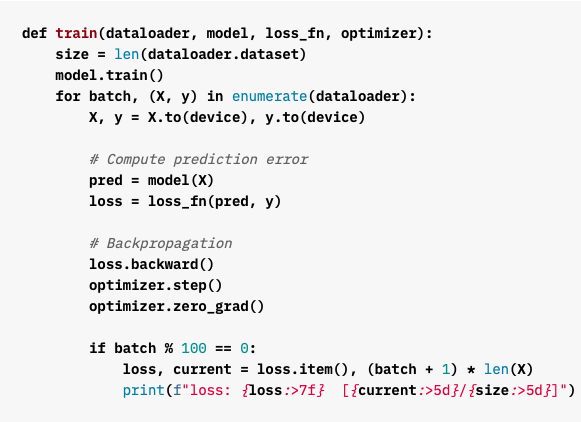 def train(dataloader, model, loss_fn, optimizer):
    size = len(dataloader.dataset)
    model.train()
    for batch, (X, y) in enumerate(dataloader):
        X, y = X.to(device), y.to(device)

        # Compute prediction error
        pred = model(X)
        loss = loss_fn(pred, y)

        # Backpropagation
        loss.backward()
        optimizer.step()
        optimizer.zero_grad()

        if batch % 100 == 0:
            loss, current = loss.item(), (batch + 1) * len(X)
            print(f"loss: {loss:>7f}  [{current:>5d}/{size:>5d}]")